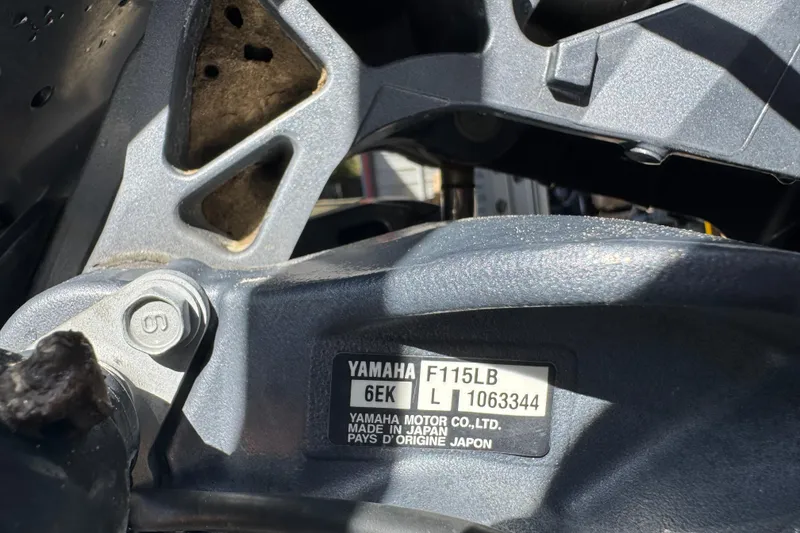 YAMAHA F115LB
6EK L 1063344
YAMAHA MOTOR CO.,LTD.
MADE IN JAPAN
PAYS D'ORIGINE JAPON